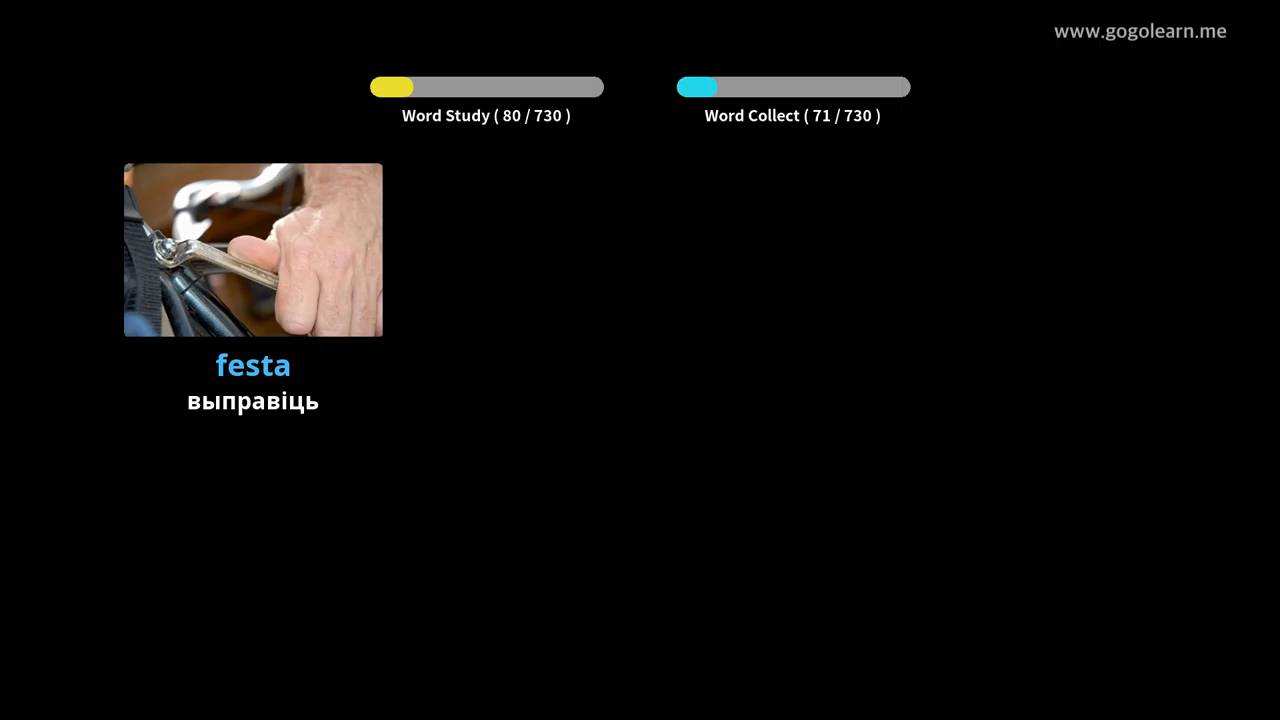 www.gogolearn.me
Word Study ( 80 / 730 )
Word Collect ( 71 / 730 )
festa
выправіць